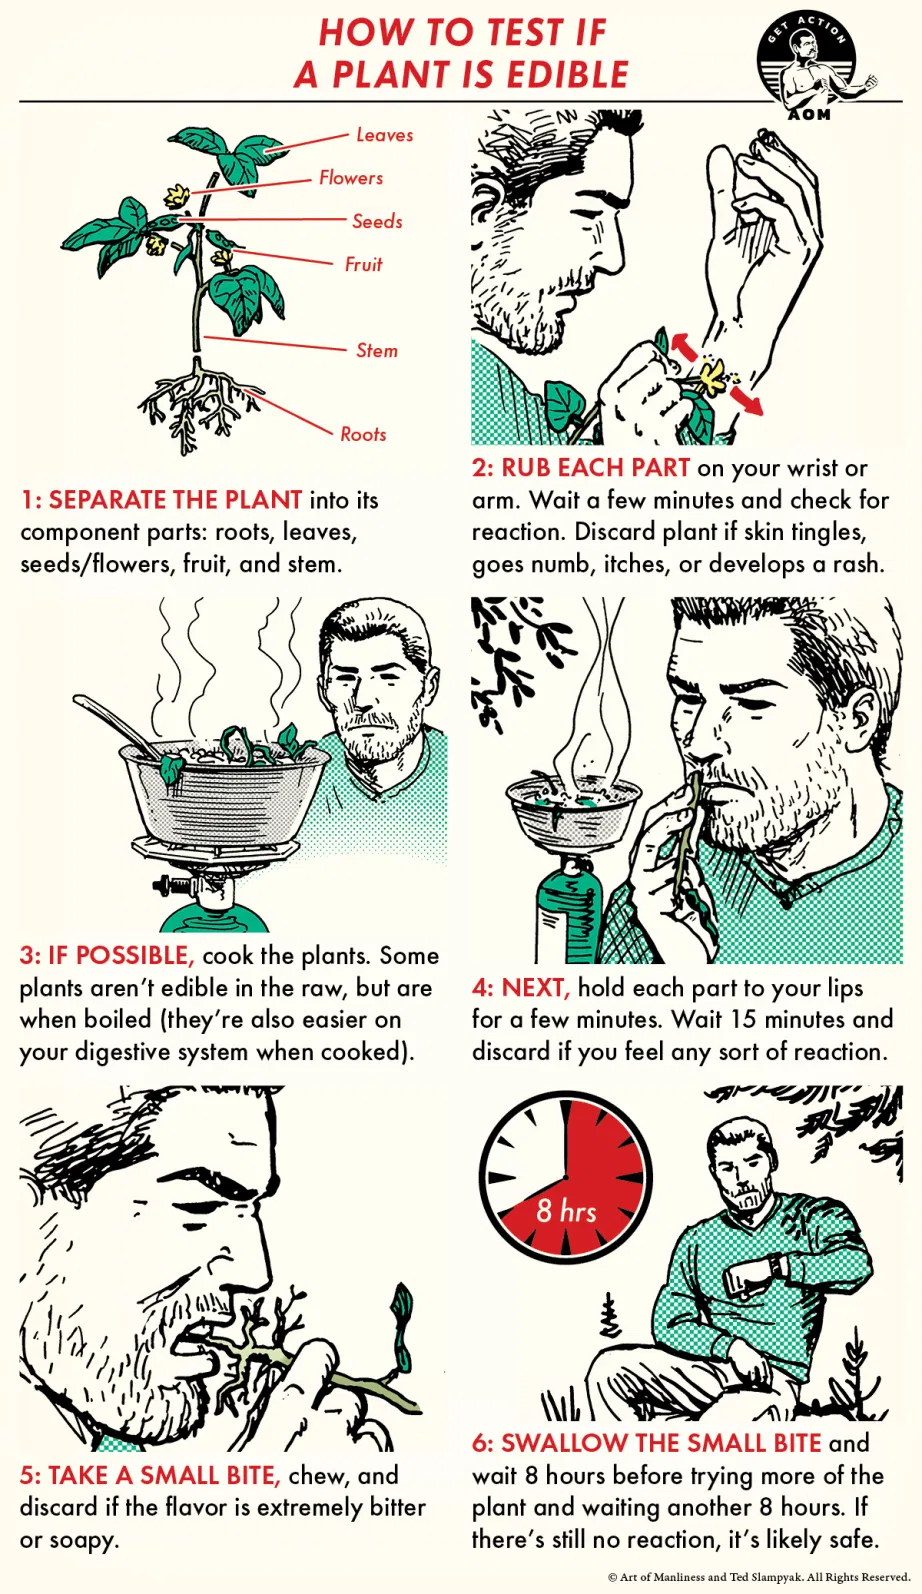 HOW TO TEST IF
A PLANT IS EDIBLE
GET ACTION
AOM
Leaves
Flowers
Seeds
Fruit
Stem
Roots
1: SEPARATE THE PLANT into its
component parts: roots, leaves,
seeds/flowers, fruit, and stem.
2: RUB EACH PART on your wrist or
arm. Wait a few minutes and check for
reaction. Discard plant if skin tingles,
goes numb, itches, or develops a rash.
3: IF POSSIBLE, cook the plants. Some
plants aren't edible in the raw, but are
when boiled (they're also easier on
your digestive system when cooked).
4: NEXT, hold each part to your lips
for a few minutes. Wait 15 minutes and
discard if you feel any sort of reaction.
5: TAKE A SMALL BITE, chew, and
discard if the flavor is extremely bitter
or soapy.
8 hrs
6: SWALLOW THE SMALL BITE and
wait 8 hours before trying more of the
plant and waiting another 8 hours. If
there's still no reaction, it's likely safe.
© Art of Manliness and Ted Slampyak. All Rights Reserved.